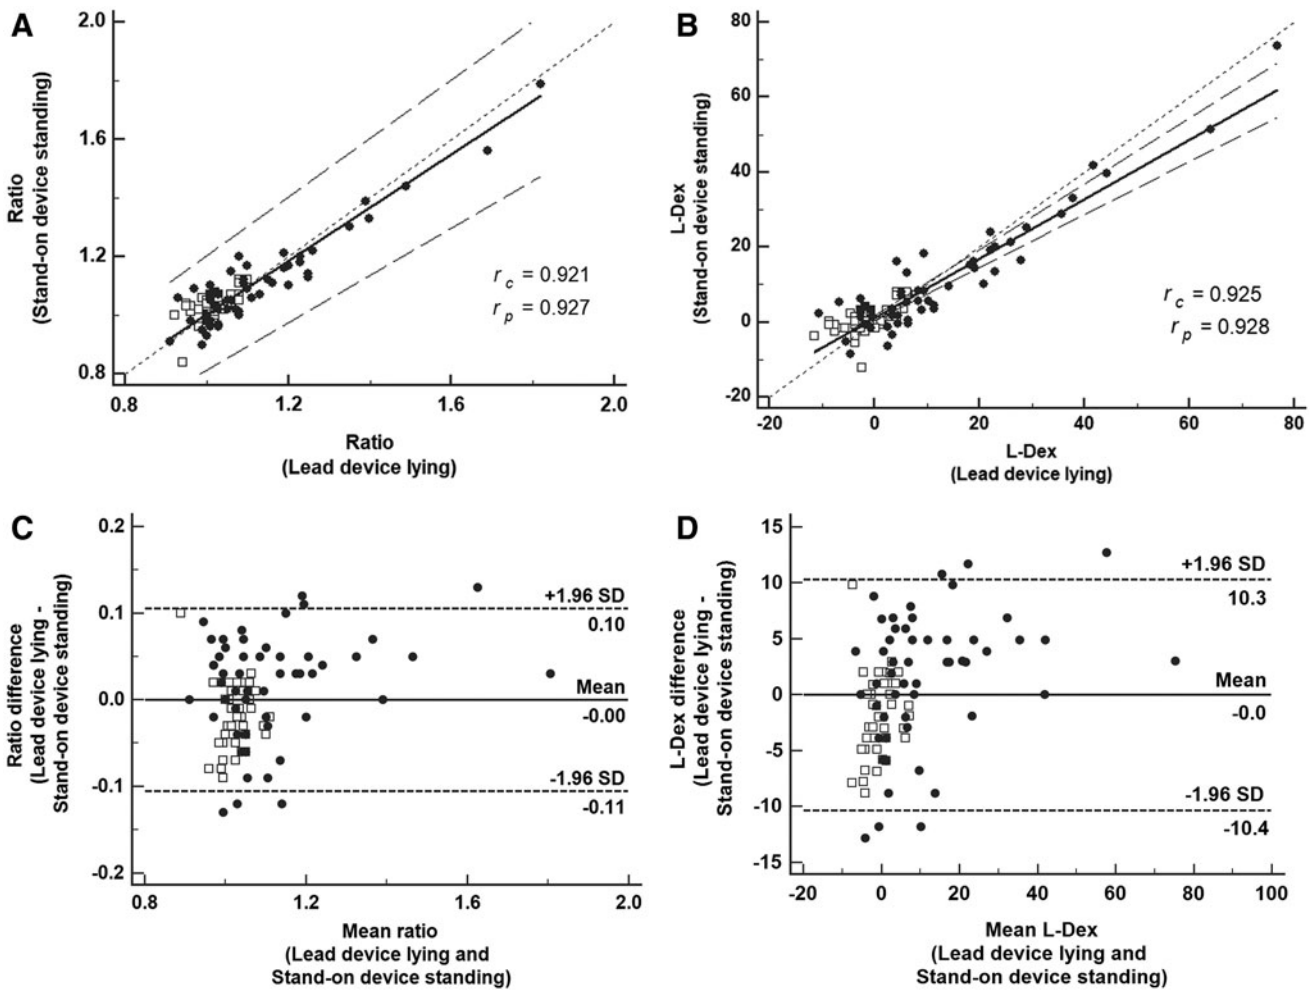 A
Ratio
(Stand-on device standing)
2.0
1.6
1.2
0.8
r c = 0.921
r p = 0.927
0.8 1.2 1.6 2.0
Ratio
(Lead device lying)
B
L-Dex
(Stand-on device standing)
80
60
40
20
0
-20
r c = 0.925
r p = 0.928
-20 0 20 40 60 80
L-Dex
(Lead device lying)
C
Ratio difference
(Lead device lying -
Stand-on device standing)
0.2
0.1
0.0
-0.1
-0.2
+1.96 SD
0.10
Mean
-0.00
-1.96 SD
-0.11
0.8 1.2 1.6 2.0
Mean ratio
(Lead device lying and
Stand-on device standing)
D
L-Dex difference
(Lead device lying -
Stand-on device standing)
15
10
5
0
-5
-10
-15
+1.96 SD
10.3
Mean
-0.0
-1.96 SD
-10.4
-20 0 20 40 60 80 100
Mean L-Dex
(Lead device lying and
Stand-on device standing)